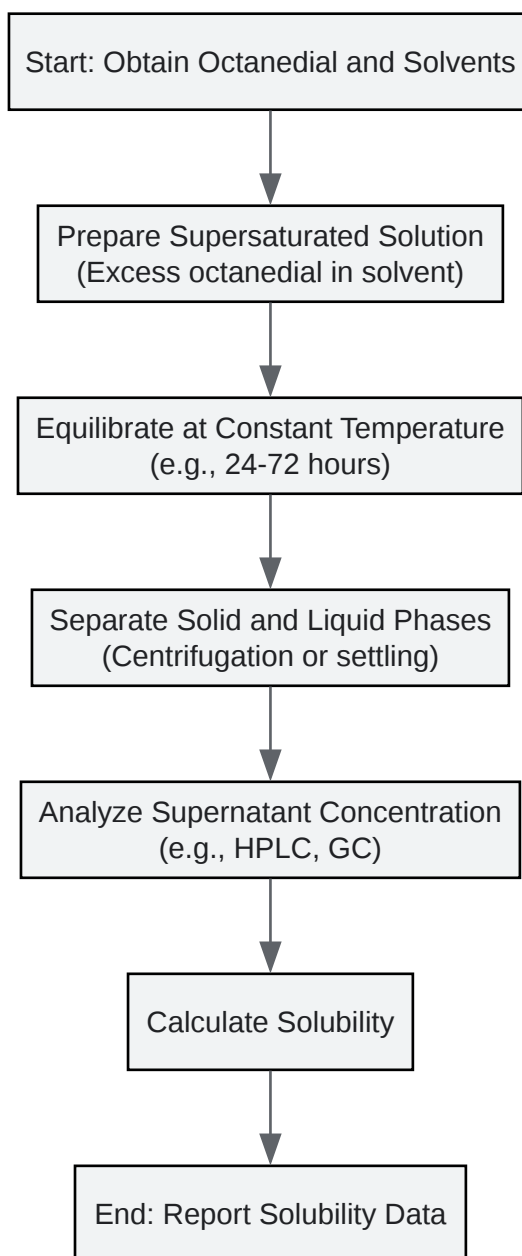 Start: Obtain Octanedial and Solvents
Prepare Supersaturated Solution
(Excess octanedial in solvent)
Equilibrate at Constant Temperature
(e.g., 24-72 hours)
Separate Solid and Liquid Phases
(Centrifugation or settling)
Analyze Supernatant Concentration
(e.g., HPLC, GC)
Calculate Solubility
End: Report Solubility Data